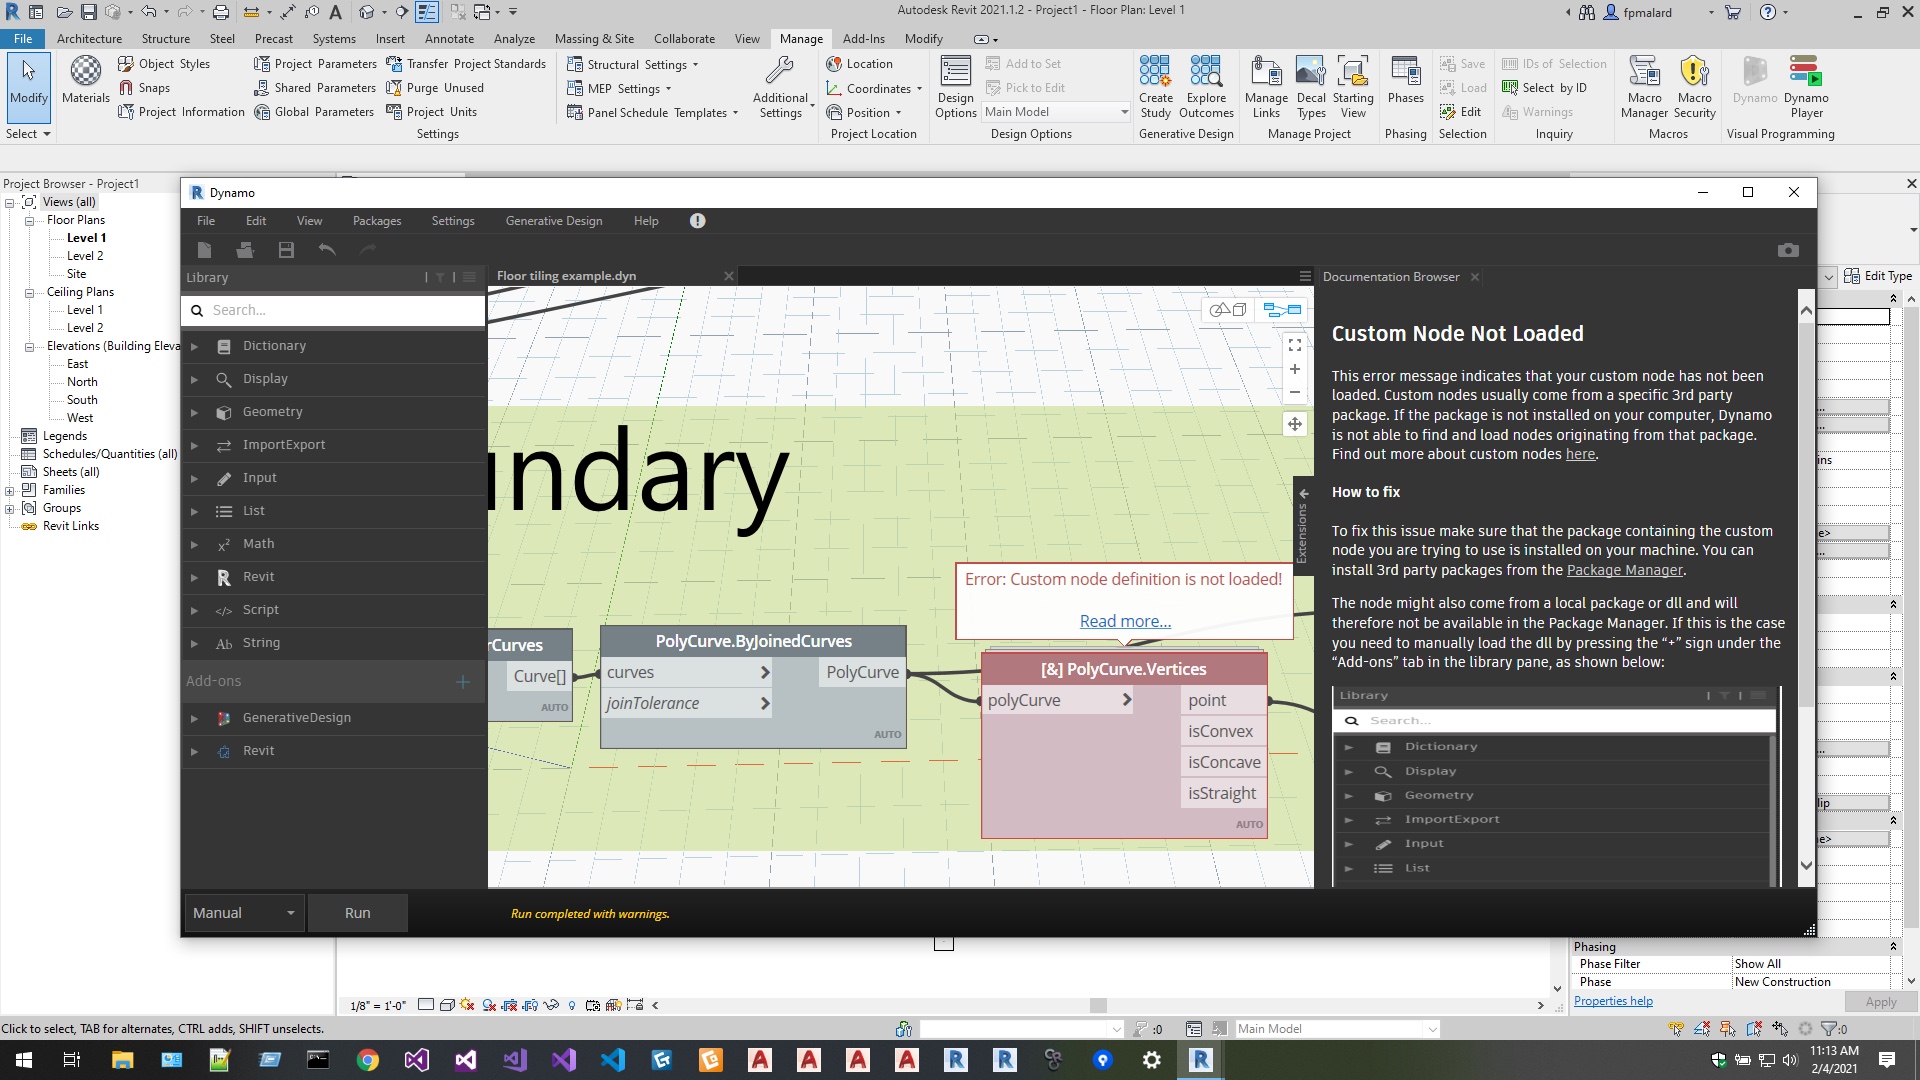 Autodesk Revit 2021.1.2 - Project1 - Floor Plan: Level 1
fpmalard
File
Architecture
Structure
Steel
Precast
Systems
Insert
Annotate
Analyze
Massing & Site
Collaborate
View
Manage
Add-Ins
Modify
Modify
Select
Materials
Object Styles
Snaps
Project Information
Project Parameters
Shared Parameters
Global Parameters
Transfer Project Standards
Purge Unused
Project Units
Settings
Structural Settings
MEP Settings
Panel Schedule Templates
Additional
Settings
Location
Coordinates
Position
Project Location
Design
Options
Add to Set
Pick to Edit
Main Model
Design Options
Create
Study
Explore
Outcomes
Generative Design
Manage
Links
Decal
Types
Starting
View
Manage Project
Phases
Phasing
Save
Load
Edit
Selection
IDs of Selection
Select by ID
Warnings
Inquiry
Macro
Manager
Macro
Security
Macros
Dynamo
Dynamo
Player
Visual Programming
Project Browser - Project1
Views (all)
Floor Plans
Level 1
Level 2
Site
Ceiling Plans
Level 1
Level 2
Elevations (Building Eleva
East
North
South
West
Legends
Schedules/Quantities (all)
Sheets (all)
Families
Groups
Revit Links
Dynamo
File
Edit
View
Packages
Settings
Generative Design
Help
Library
Search...
Dictionary
Display
Geometry
ImportExport
Input
List
Math
Revit
Script
String
Add-ons
GenerativeDesign
Revit
Floor tiling example.dyn
undary
rCurves
Curve[]
AUTO
PolyCurve.ByJoinedCurves
curves
PolyCurve
joinTolerance
AUTO
Error: Custom node definition is not loaded!
Read more...
[&] PolyCurve.Vertices
polyCurve
point
isConvex
isConcave
isStraight
AUTO
Extensions
Documentation Browser
Custom Node Not Loaded
This error message indicates that your custom node has not been
loaded. Custom nodes usually come from a specific 3rd party
package. If the package is not installed on your computer, Dynamo
is not able to find and load nodes originating from that package.
Find out more about custom nodes here.
How to fix
To fix this issue make sure that the package containing the custom
node you are trying to use is installed on your machine. You can
install 3rd party packages from the Package Manager.
The node might also come from a local package or dll and will
therefore not be available in the Package Manager. If this is the case
you need to manually load the dll by pressing the “+” sign under the
“Add-ons” tab in the library pane, as shown below:
Library
Search...
Dictionary
Display
Geometry
ImportExport
Input
List
Manual
Run
Run completed with warnings.
Edit Type
ins
e>
lip
e>
Phasing
Phase Filter
Show All
Phase
New Construction
Properties help
Apply
1/8" = 1'-0"
Click to select, TAB for alternates, CTRL adds, SHIFT unselects.
:0
Main Model
:0
11:13 AM
2/4/2021